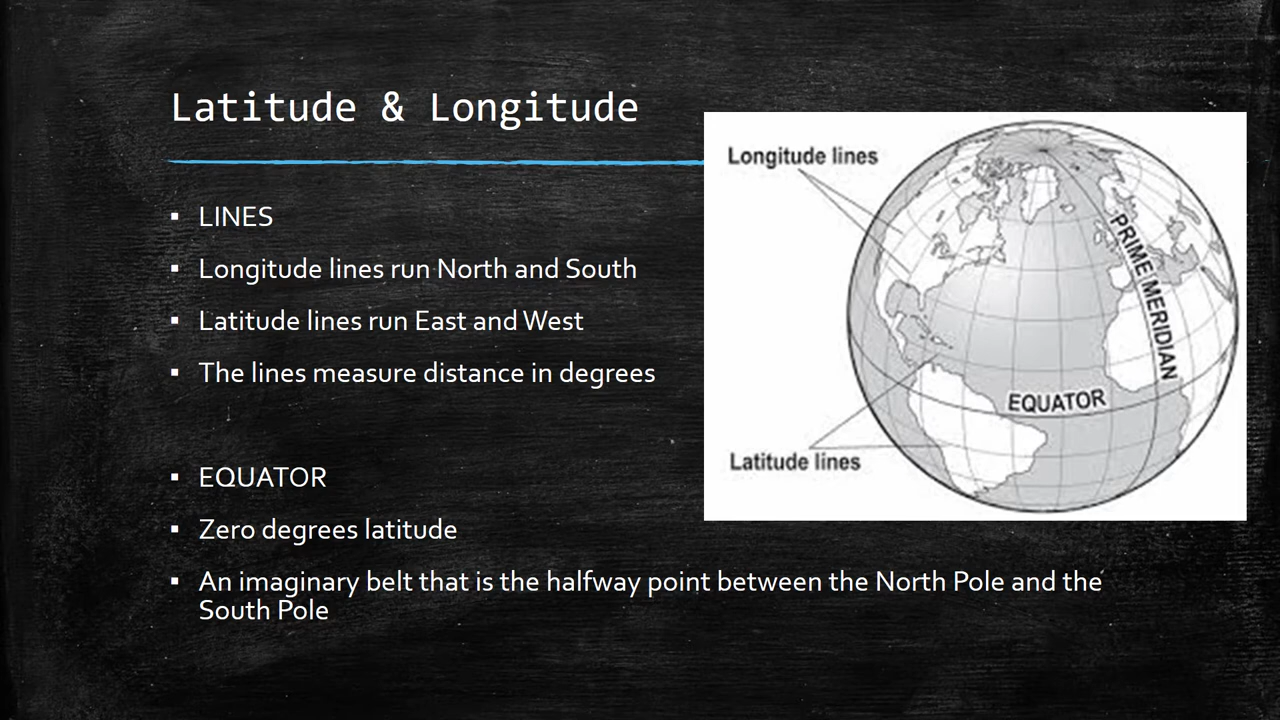 Latitude & Longitude
▪ LINES
▪ Longitude lines run North and South
▪ Latitude lines run East and West
▪ The lines measure distance in degrees
▪ EQUATOR
▪ Zero degrees latitude
▪ An imaginary belt that is the halfway point between the North Pole and the
South Pole
Longitude lines
PRIME MERIDIAN
EQUATOR
Latitude lines